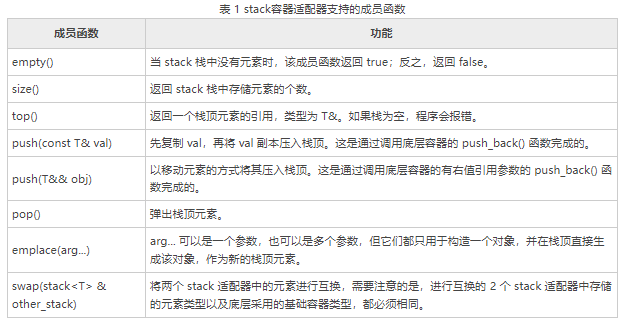 表 1 stack容器适配器支持的成员函数
成员函数 功能
empty() 当 stack 栈中没有元素时，该成员函数返回 true；反之，返回 false。
size() 返回 stack 栈中存储元素的个数。
top() 返回一个栈顶元素的引用，类型为 T&。如果栈为空，程序会报错。
push(const T& val) 先复制 val，再将 val 副本压入栈顶。这是通过调用底层容器的 push_back() 函数完成的。
push(T&& obj) 以移动元素的方式将其压入栈顶。这是通过调用底层容器的有右值引用参数的 push_back() 函
数完成的。
pop() 弹出栈顶元素。
emplace(arg...) arg... 可以是一个参数，也可以是多个参数，但它们都只用于构造一个对象，并在栈顶直接生
成该对象，作为新的栈顶元素。
swap(stack<T> & 将两个 stack 适配器中的元素进行互换，需要注意的是，进行互换的 2 个 stack 适配器中存储
other_stack) 的元素类型以及底层采用的基础容器类型，都必须相同。